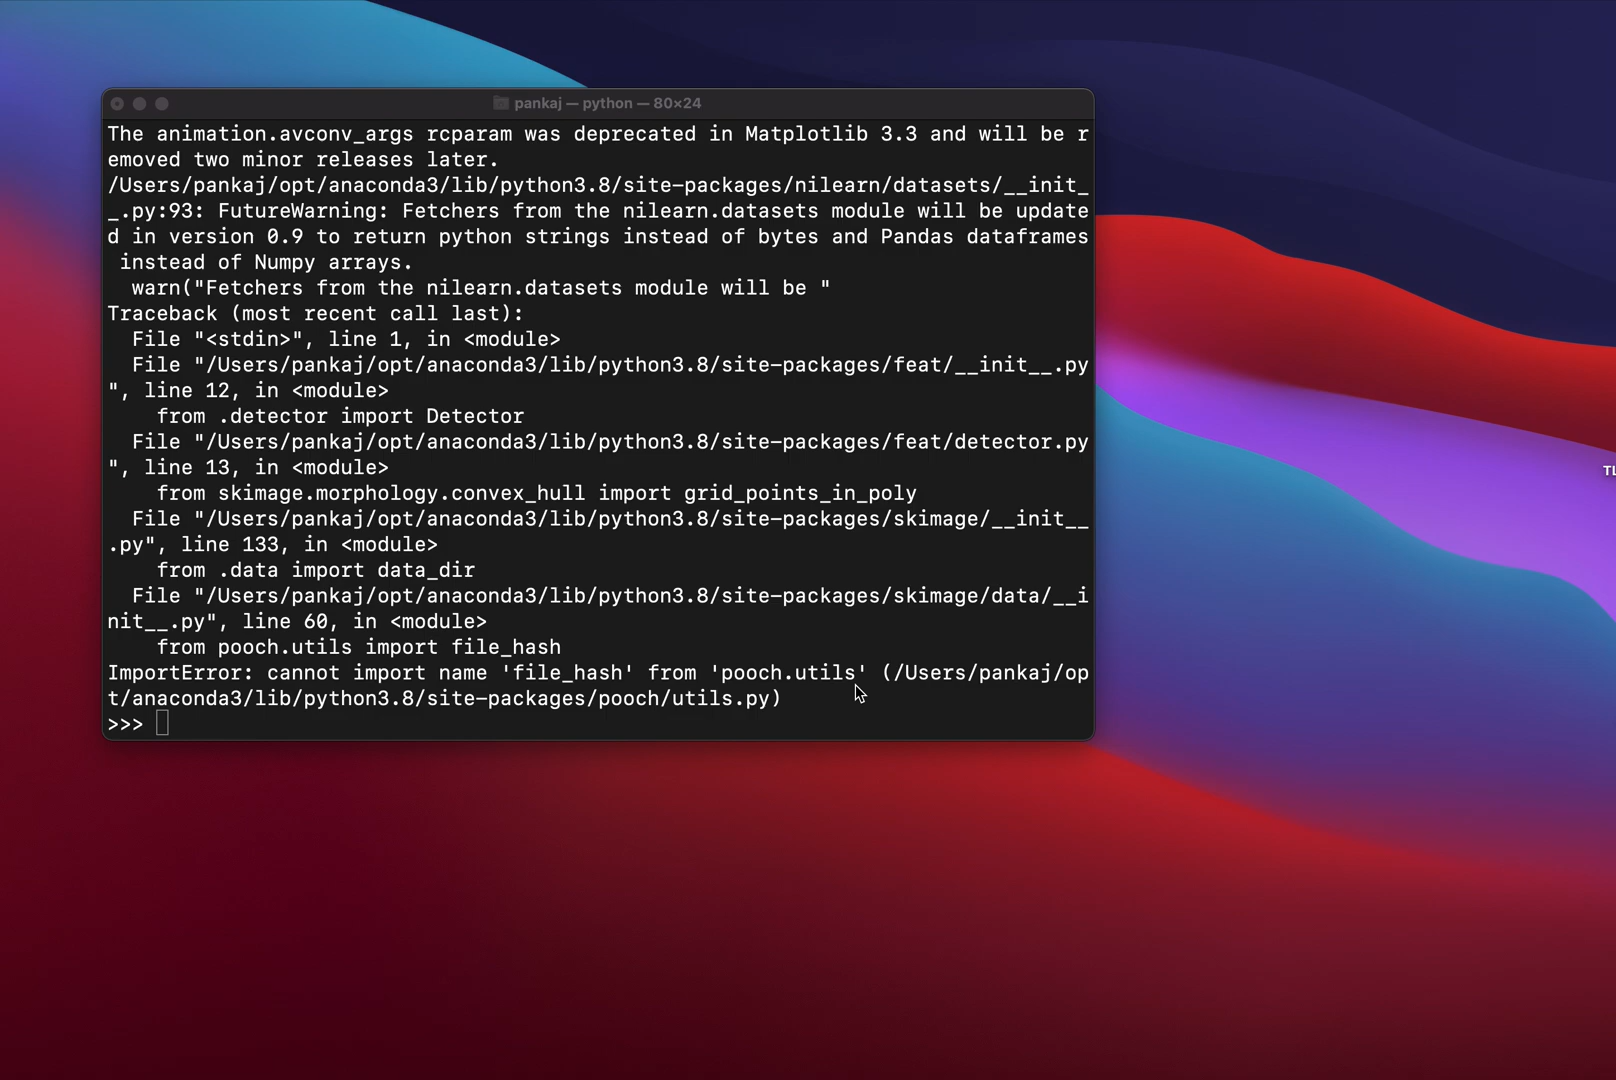 pankaj — python — 80×24
The animation.avconv_args rcparam was deprecated in Matplotlib 3.3 and will be r
emoved two minor releases later.
/Users/pankaj/opt/anaconda3/lib/python3.8/site-packages/nilearn/datasets/__init_
_.py:93: FutureWarning: Fetchers from the nilearn.datasets module will be update
d in version 0.9 to return python strings instead of bytes and Pandas dataframes
 instead of Numpy arrays.
  warn("Fetchers from the nilearn.datasets module will be "
Traceback (most recent call last):
  File "<stdin>", line 1, in <module>
  File "/Users/pankaj/opt/anaconda3/lib/python3.8/site-packages/feat/__init__.py
", line 12, in <module>
    from .detector import Detector
  File "/Users/pankaj/opt/anaconda3/lib/python3.8/site-packages/feat/detector.py
", line 13, in <module>
    from skimage.morphology.convex_hull import grid_points_in_poly
  File "/Users/pankaj/opt/anaconda3/lib/python3.8/site-packages/skimage/__init__
.py", line 133, in <module>
    from .data import data_dir
  File "/Users/pankaj/opt/anaconda3/lib/python3.8/site-packages/skimage/data/__i
nit__.py", line 60, in <module>
    from pooch.utils import file_hash
ImportError: cannot import name 'file_hash' from 'pooch.utils' (/Users/pankaj/op
t/anaconda3/lib/python3.8/site-packages/pooch/utils.py)
>>>